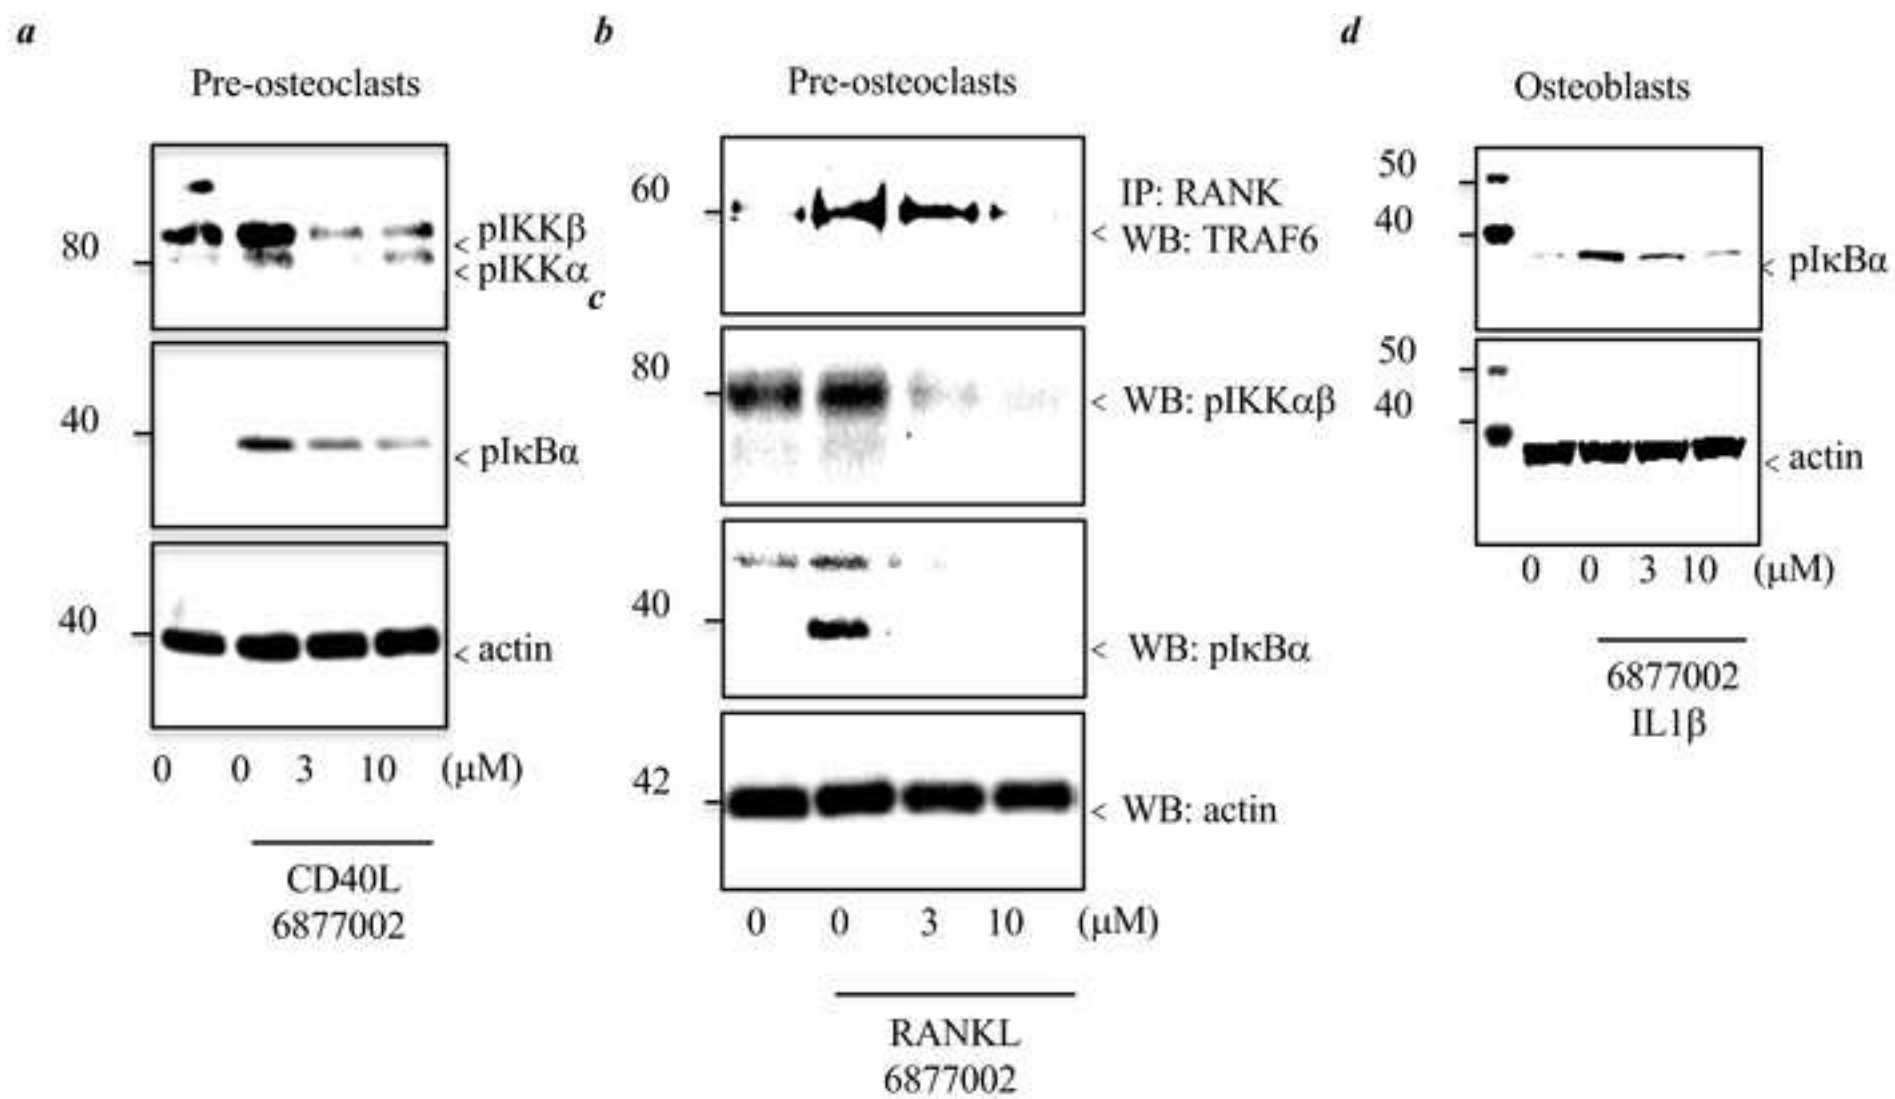 a
Pre-osteoclasts
80
< pIKKβ
< pIKKα
40
< pIκBα
40
< actin
0 0 3 10 (μM)
CD40L
6877002
b
Pre-osteoclasts
60
IP: RANK
< WB: TRAF6
c
80
< WB: pIKKαβ
40
< WB: pIκBα
42
< WB: actin
0 0 3 10 (μM)
RANKL
6877002
d
Osteoblasts
50
40
< pIκBα
50
40
< actin
0 0 3 10 (μM)
6877002
IL1β